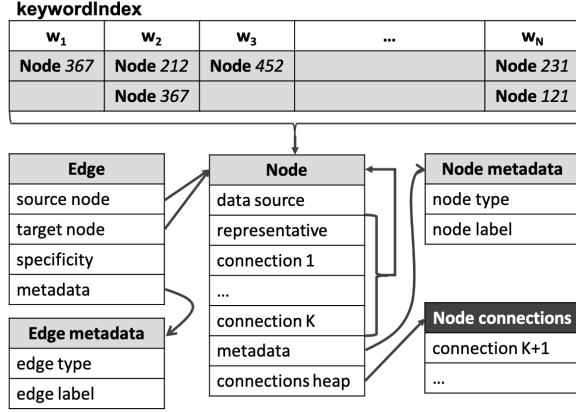 keywordIndex
w1 w2 w3 ... wN
Node 367 Node 212 Node 452 Node 231
Node 367 Node 121
Edge
source node
target node
specificity
metadata
Edge metadata
edge type
edge label
Node
data source
representative
connection 1
...
connection K
metadata
connections heap
Node metadata
node type
node label
Node connections
connection K+1
...